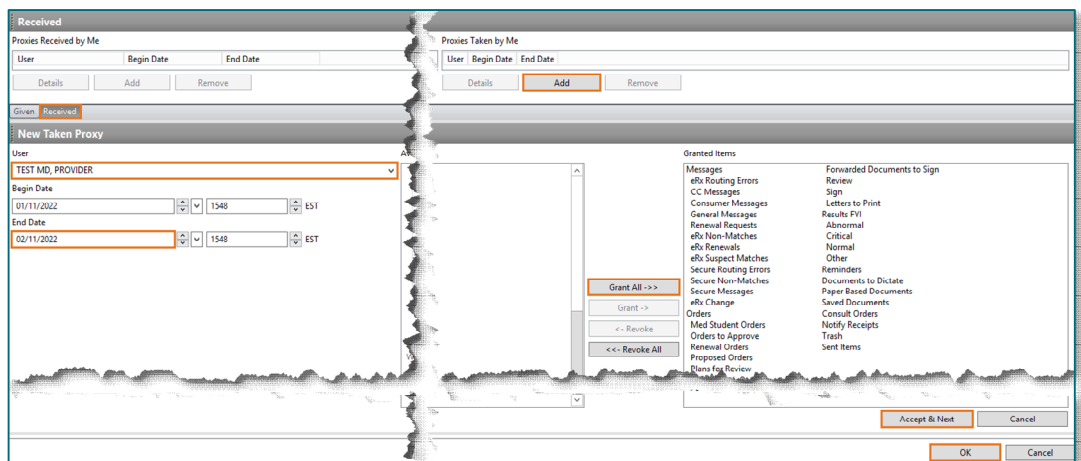 Received
Proxies Received by Me
User Begin Date End Date
Details Add Remove
Proxies Taken by Me
User Begin Date End Date
Details Add Remove
Given Received
New Taken Proxy
User
TEST MD, PROVIDER
Begin Date
01/11/2022 1548 EST
End Date
02/11/2022 1548 EST
Grant All ->>
Grant ->
<- Revoke
<<- Revoke All
Granted Items
Messages
eRx Routing Errors
CC Messages
Consumer Messages
General Messages
Renewal Requests
eRx Non-Matches
eRx Renewals
eRx Suspect Matches
Secure Routing Errors
Secure Non-Matches
Secure Messages
eRx Change
Orders
Med Student Orders
Orders to Approve
Renewal Orders
Proposed Orders
Plans for Review
Forwarded Documents to Sign
Review
Sign
Letters to Print
Results FYI
Abnormal
Critical
Normal
Other
Reminders
Documents to Dictate
Paper Based Documents
Saved Documents
Consult Orders
Notify Receipts
Trash
Sent Items
Accept & Next Cancel
OK Cancel